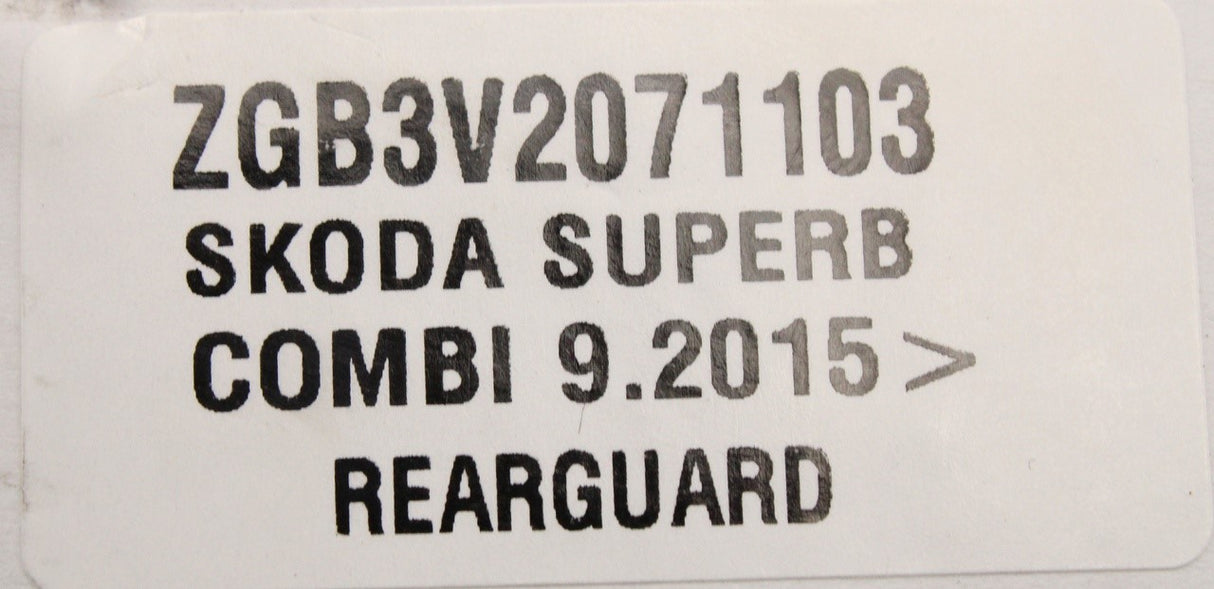 ZGB3V2071103
SKODA SUPERB
COMBI 9.2015>
REARGUARD